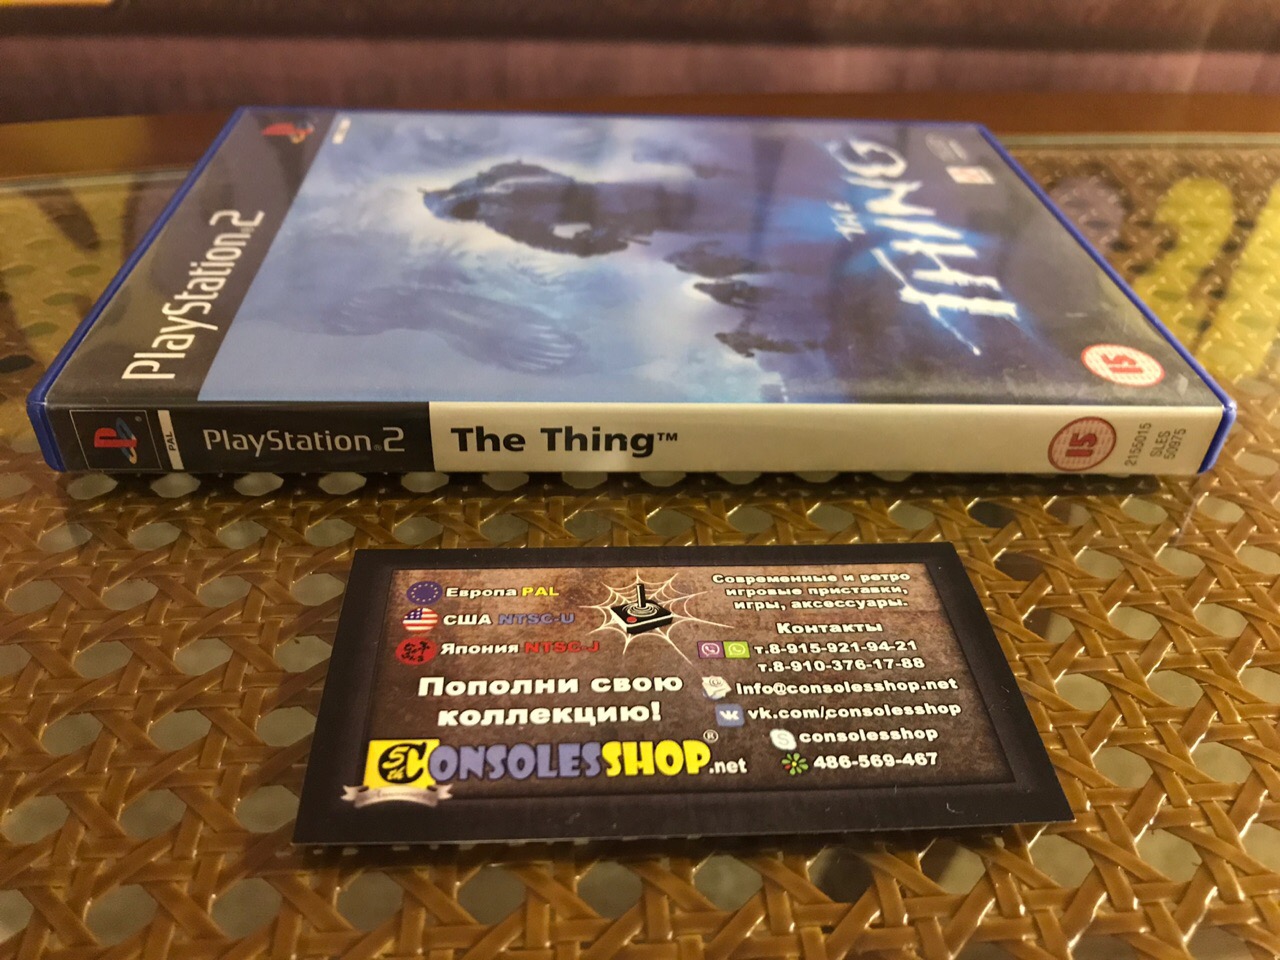 PlayStation.2
THE
THING
15
PAL
PlayStation.2
The Thing™
15
2155015
SLES
50975
Европа PAL
США NTSC-U
Япония NTSC-J
Пополни свою
коллекцию!
CONSOLESSHOP®.net
Современные и ретро
игровые приставки,
игры, аксессуары.
Контакты
т.8-915-921-94-21
т.8-910-376-17-88
info@consolesshop.net
vk.com/consolesshop
consolesshop
486-569-467